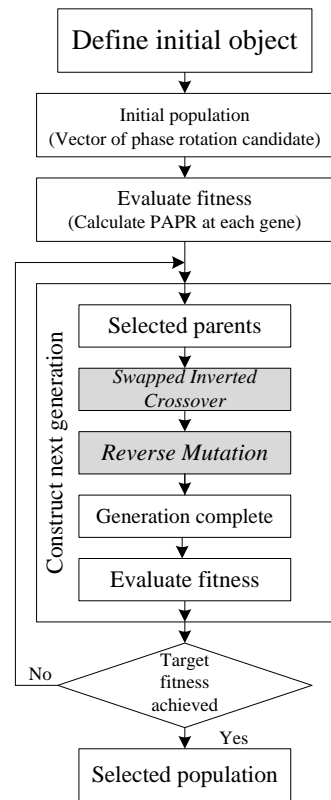 Define initial object
Initial population
(Vector of phase rotation candidate)
Evaluate fitness
(Calculate PAPR at each gene)
Construct next generation
Selected parents
Swapped Inverted
Crossover
Reverse Mutation
Generation complete
Evaluate fitness
Target
fitness
achieved
No
Yes
Selected population